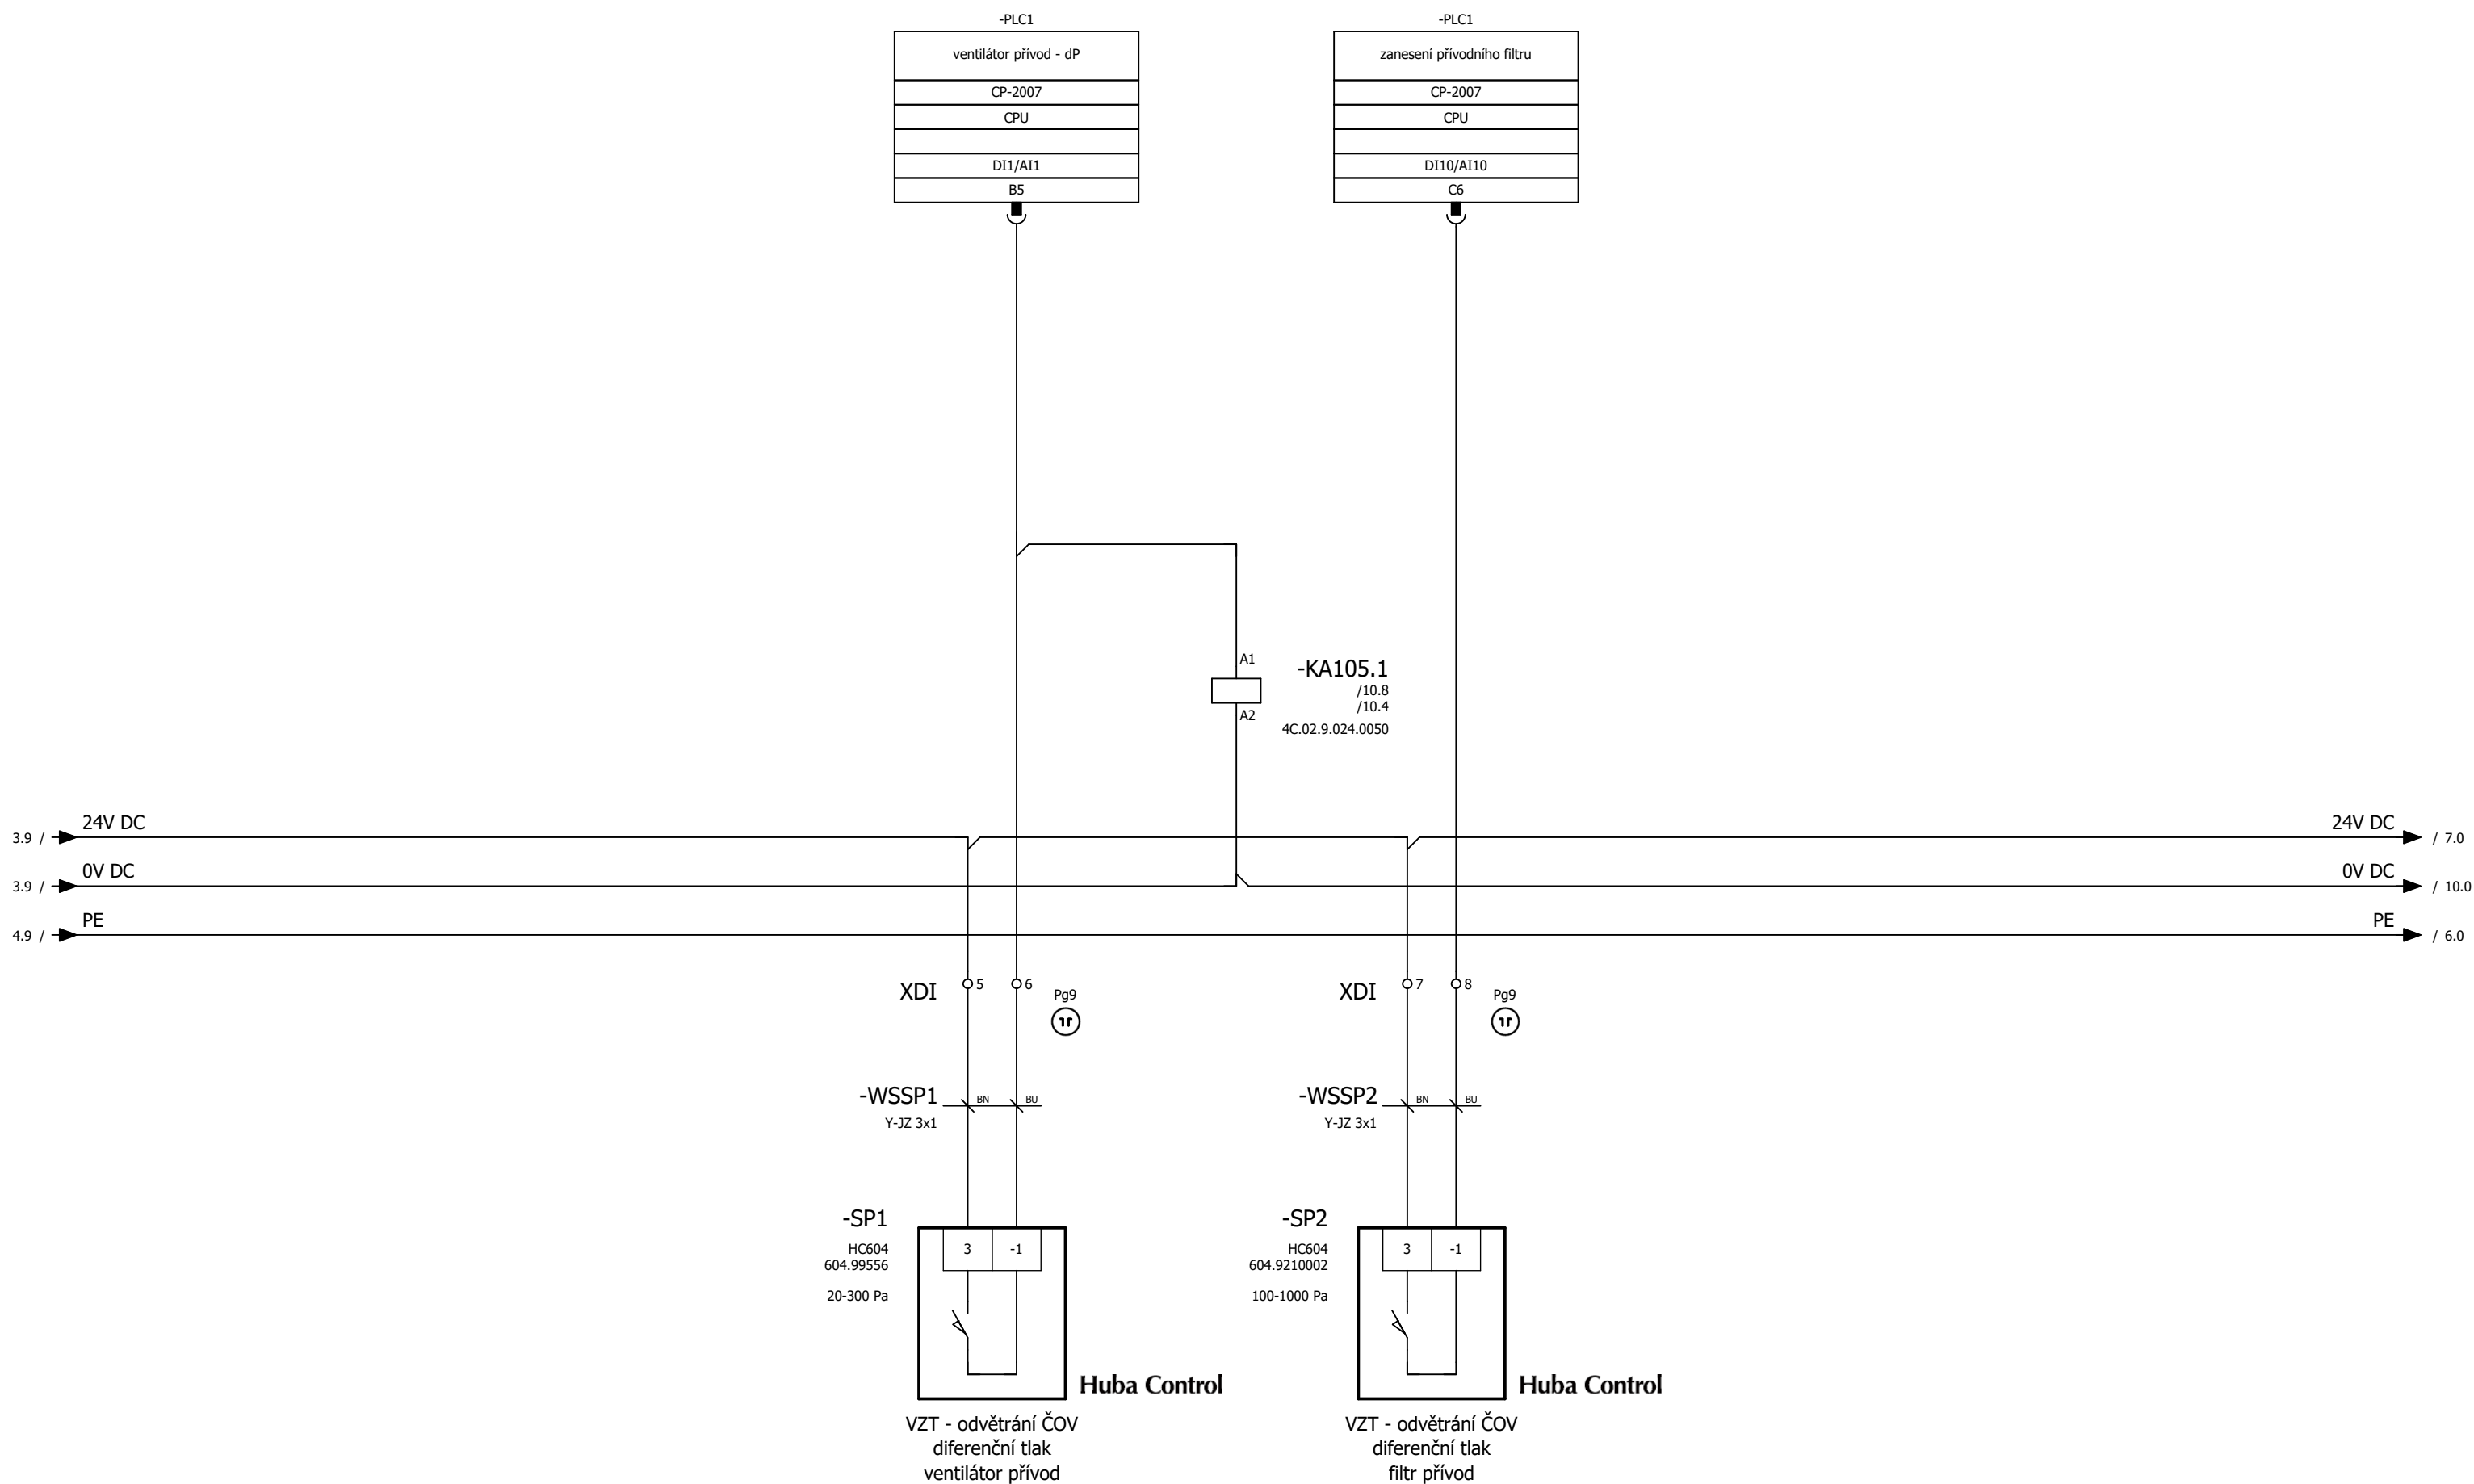 -PLC1
ventilátor přívod - dP
CP-2007
CPU
DI1/AI1
B5
-PLC1
zanesení přívodního filtru
CP-2007
CPU
DI10/AI10
C6
A1
A2
-KA105.1
/10.8
/10.4
4C.02.9.024.0050
3.9 /
24V DC
24V DC
/ 7.0
3.9 /
0V DC
0V DC
/ 10.0
4.9 /
PE
PE
/ 6.0
XDI
5
6
Pg9
XDI
7
8
Pg9
-WSSP1
BN
BU
Y-JZ 3x1
-WSSP2
BN
BU
Y-JZ 3x1
-SP1
HC604
604.99556
20-300 Pa
3
-1
Huba Control
VZT - odvětrání ČOV
diferenční tlak
ventilátor přívod
-SP2
HC604
604.9210002
100-1000 Pa
3
-1
Huba Control
VZT - odvětrání ČOV
diferenční tlak
filtr přívod